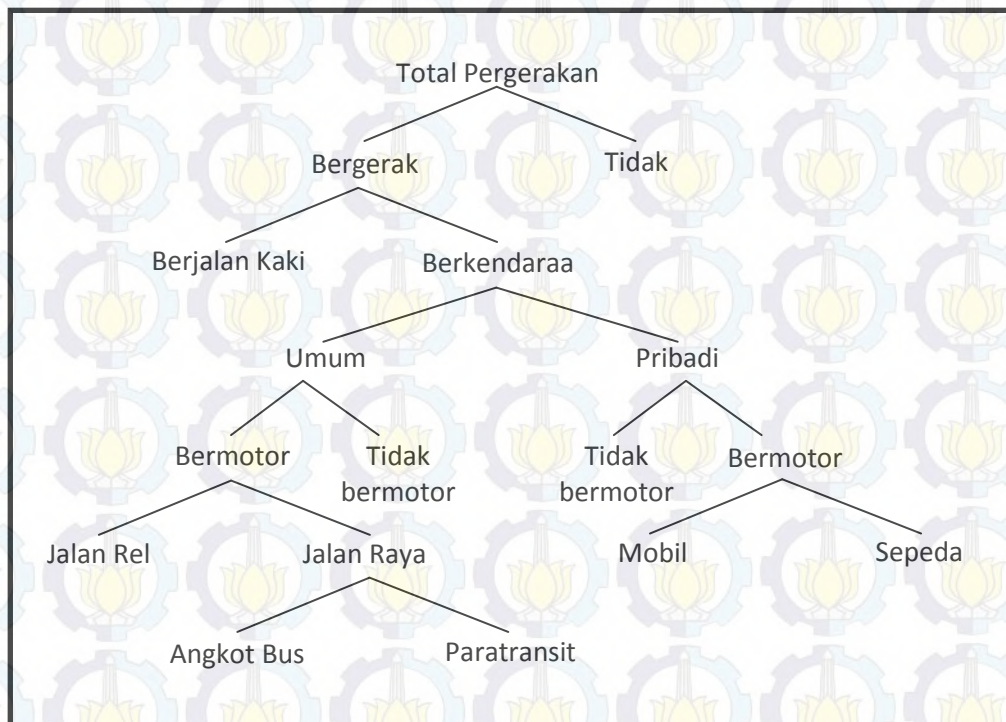 Total Pergerakan
Bergerak
Tidak
Berjalan Kaki
Berkendaraa
Umum
Pribadi
Bermotor
Tidak
bermotor
Tidak
bermotor
Bermotor
Jalan Rel
Jalan Raya
Mobil
Sepeda
Angkot Bus
Paratransit